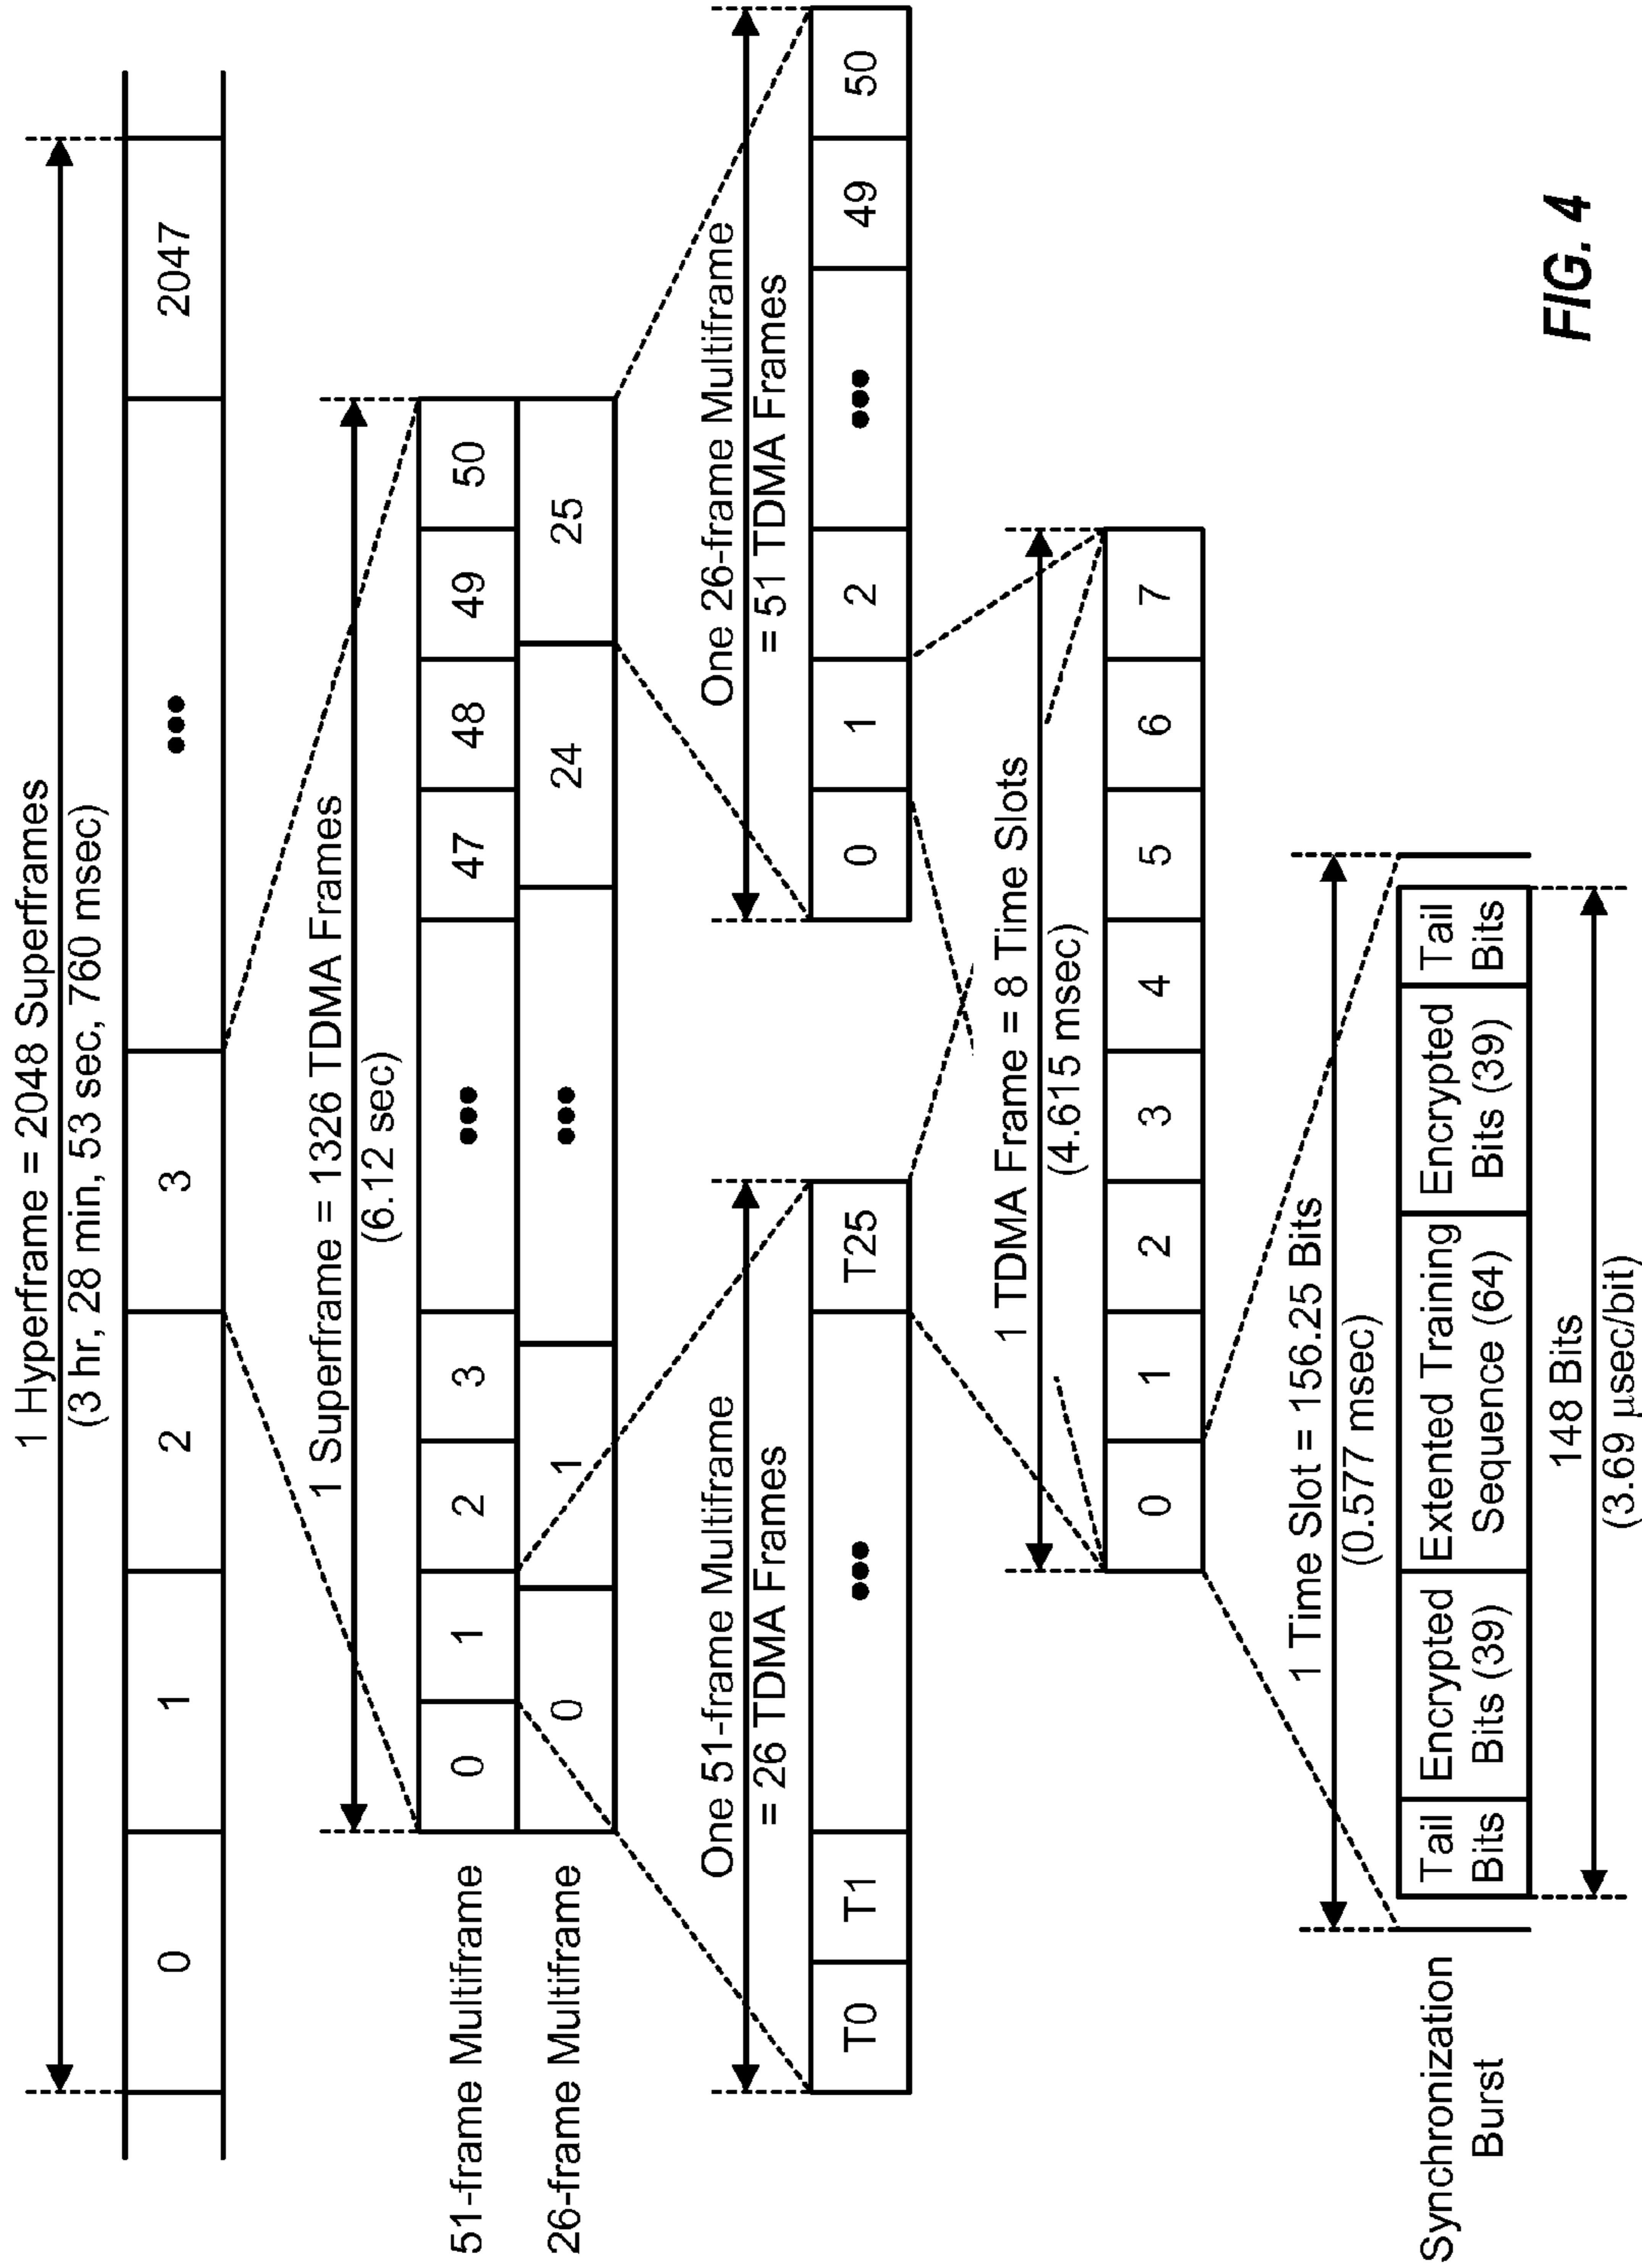 1 Hyperframe = 2048 Superframes
(3 hr, 28 min, 53 sec, 760 msec)
0 1 2 3 ••• 2047
1 Superframe = 1326 TDMA Frames
(6.12 sec)
51-frame Multiframe 0 1 2 3 ••• 47 48 49 50
26-frame Multiframe 0 1 ••• 24 25
One 51-frame Multiframe
= 26 TDMA Frames
T0 T1 ••• T25
One 26-frame Multiframe
= 51 TDMA Frames
0 1 2 ••• 49 50
1 TDMA Frame = 8 Time Slots
(4.615 msec)
0 1 2 3 4 5 6 7
1 Time Slot = 156.25 Bits
(0.577 msec)
Synchronization
Burst
Tail
Bits
Encrypted
Bits (39)
Extented Training
Sequence (64)
Encrypted
Bits (39)
Tail
Bits
148 Bits
(3.69 µsec/bit)
FIG. 4